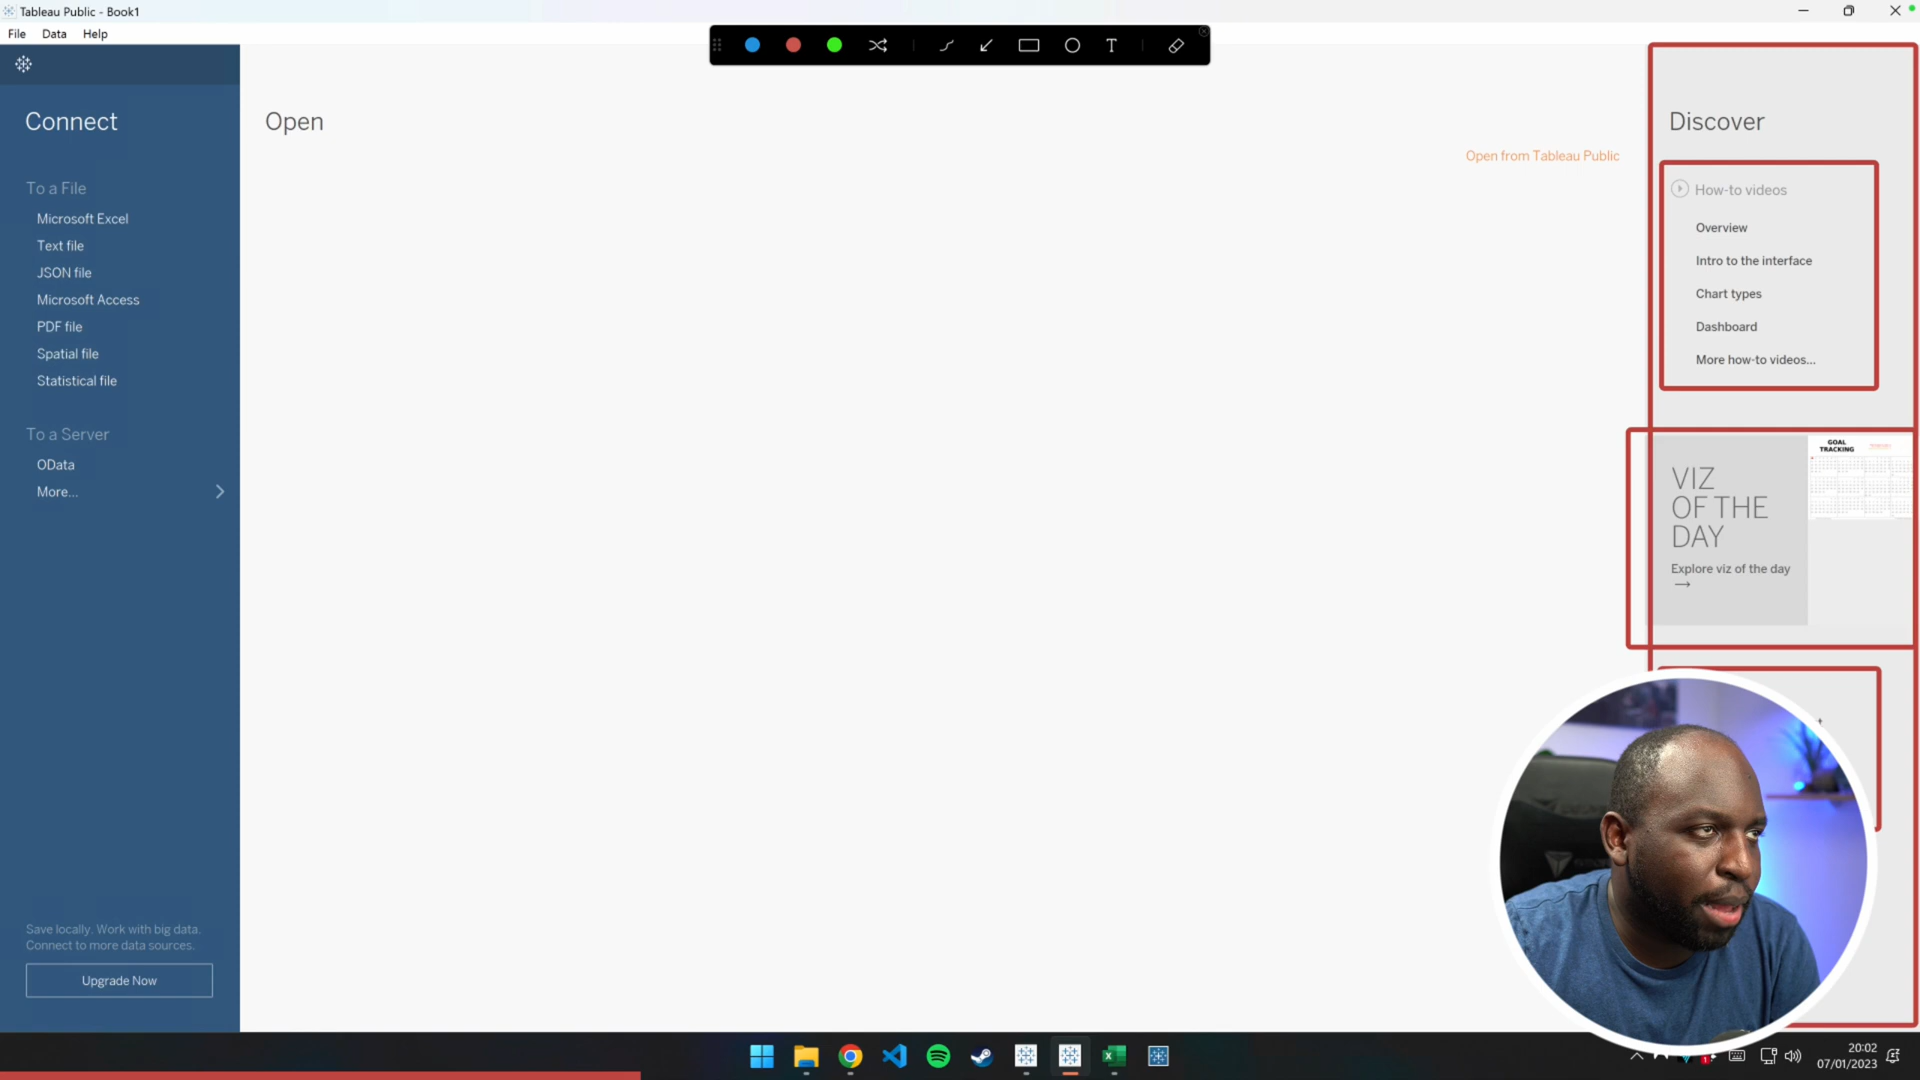 Tableau Public - Book1
File Data Help
T
Connect
To a File
Microsoft Excel
Text file
JSON file
Microsoft Access
PDF file
Spatial file
Statistical file
To a Server
OData
More...
Save locally. Work with big data.
Connect to more data sources.
Upgrade Now
Open
Open from Tableau Public
Discover
How-to videos
Overview
Intro to the interface
Chart types
Dashboard
More how-to videos...
VIZ
OF THE
DAY
Explore viz of the day
→
GOAL
TRACKING
20:02
07/01/2023